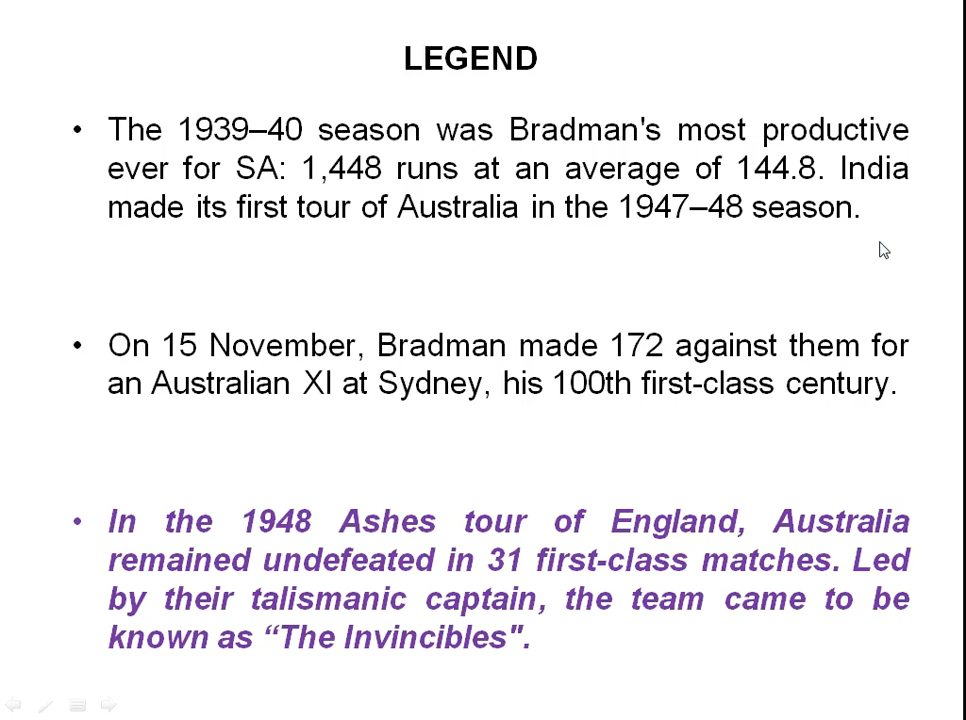 LEGEND
• The 1939–40 season was Bradman's most productive
ever for SA: 1,448 runs at an average of 144.8. India
made its first tour of Australia in the 1947–48 season.
• On 15 November, Bradman made 172 against them for
an Australian XI at Sydney, his 100th first-class century.
• In the 1948 Ashes tour of England, Australia
remained undefeated in 31 first-class matches. Led
by their talismanic captain, the team came to be
known as “The Invincibles".